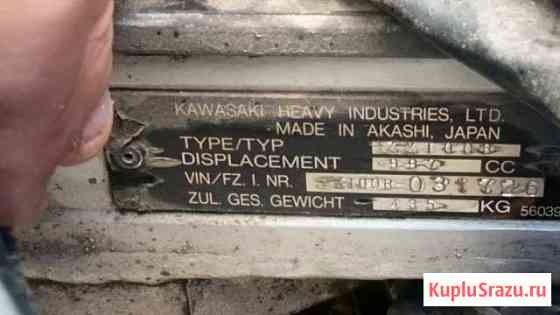 KAWASAKI HEAVY INDUSTRIES, LTD.
MADE IN AKASHI, JAPAN
TYPE/TYP
DISPLACEMENT CC
VIN/FZ. I. NR.
ZUL. GES. GEWICHT 435 KG
56039
KupluSrazu.ru